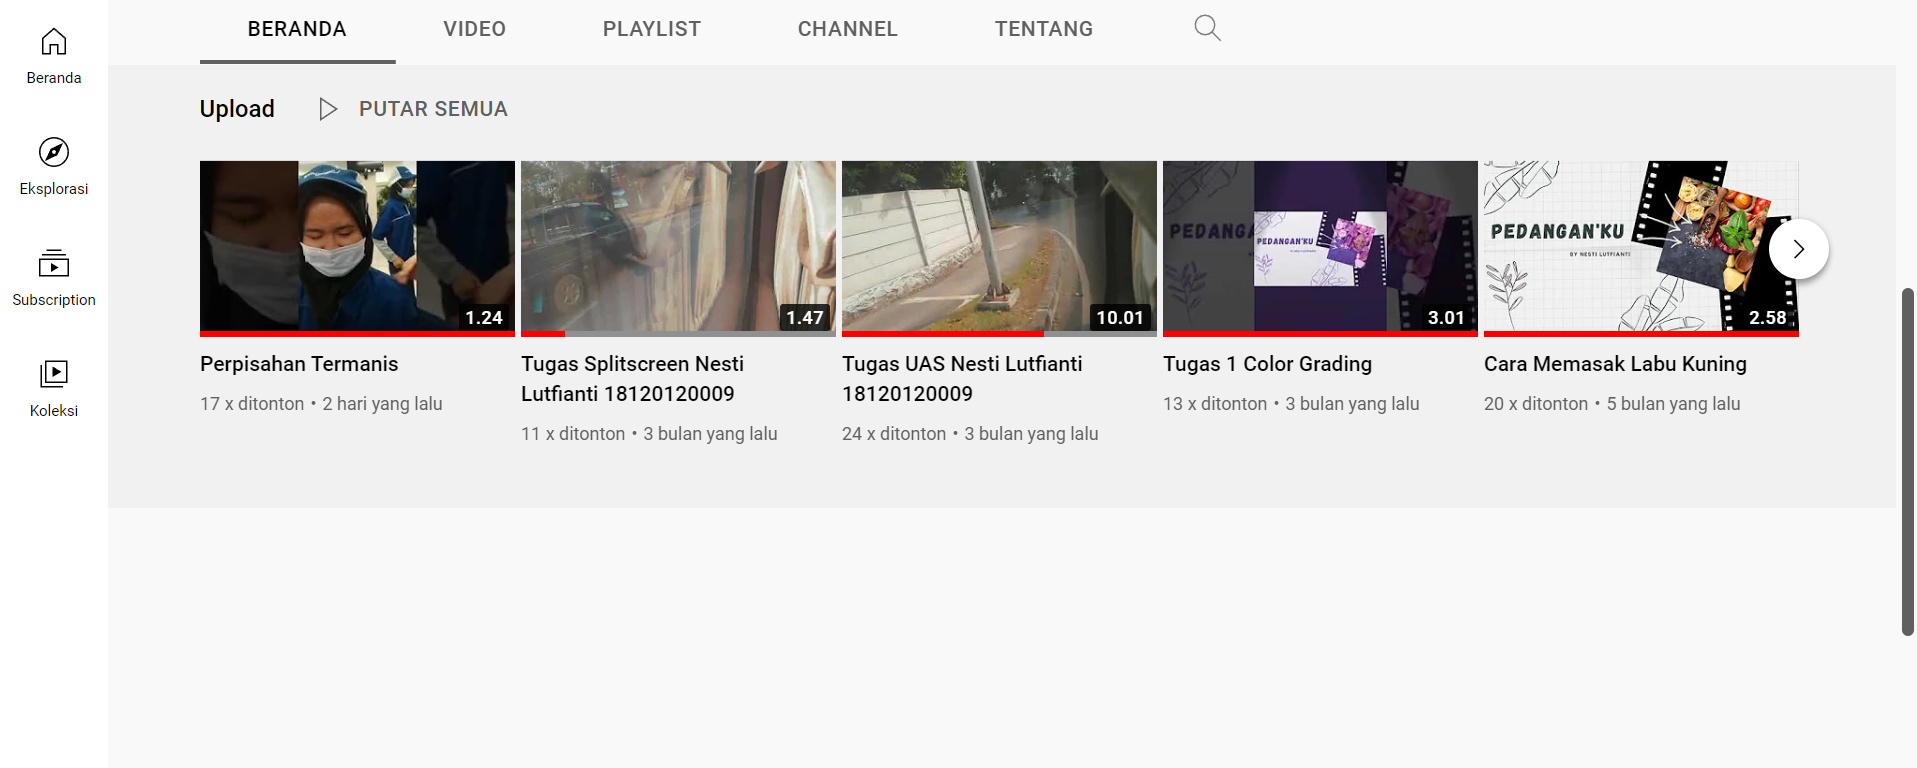 BERANDA VIDEO PLAYLIST CHANNEL TENTANG
Beranda
Eksplorasi
Subscription
Koleksi
Upload PUTAR SEMUA
1.24
Perpisahan Termanis
17 x ditonton • 2 hari yang lalu
1.47
Tugas Splitscreen Nesti
Lutfianti 18120120009
11 x ditonton • 3 bulan yang lalu
10.01
Tugas UAS Nesti Lutfianti
18120120009
24 x ditonton • 3 bulan yang lalu
PEDANGA
PEDANGAN'KU
3.01
Tugas 1 Color Grading
13 x ditonton • 3 bulan yang lalu
PEDANGAN'KU
BY NESTI LUTFIANTI
2.58
Cara Memasak Labu Kuning
20 x ditonton • 5 bulan yang lalu